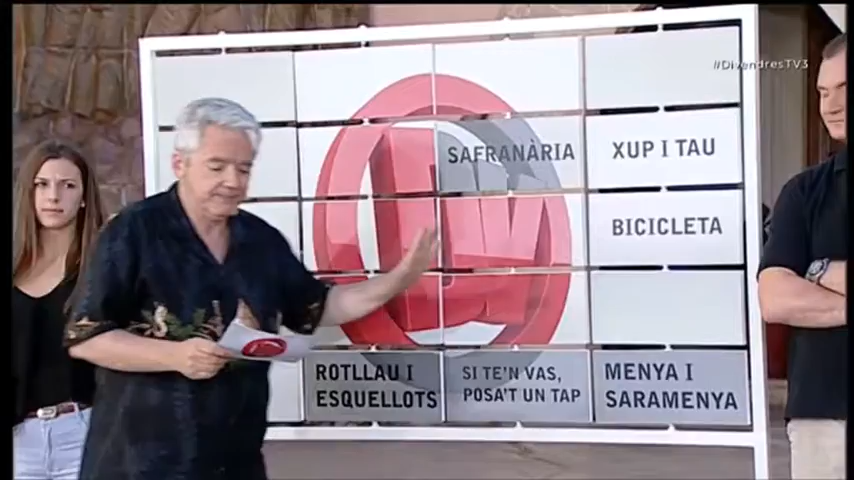 #DivendresTV3
SAFRANÀRIA
XUP I TAU
BICICLETA
ROTLLAU I
ESQUELLOTS
SI TE'N VAS,
POSA'T UN TAP
MENYA I
SARAMENYA